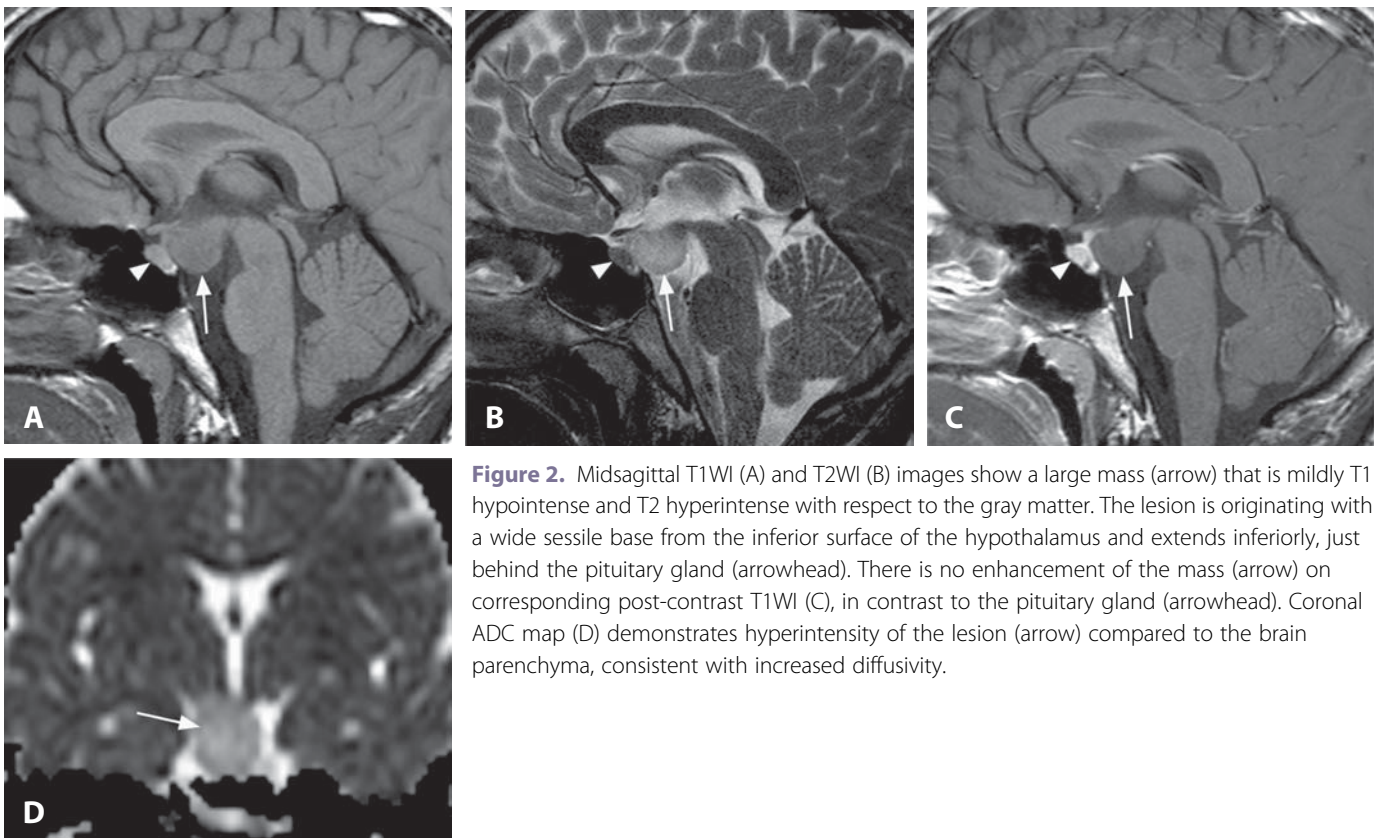 A
B
C
Figure 2. Midsagittal T1WI (A) and T2WI (B) images show a large mass (arrow) that is mildly T1
hypointense and T2 hyperintense with respect to the gray matter. The lesion is originating with
a wide sessile base from the inferior surface of the hypothalamus and extends inferiorly, just
behind the pituitary gland (arrowhead). There is no enhancement of the mass (arrow) on
corresponding post-contrast T1WI (C), in contrast to the pituitary gland (arrowhead). Coronal
ADC map (D) demonstrates hyperintensity of the lesion (arrow) compared to the brain
parenchyma, consistent with increased diffusivity.
D